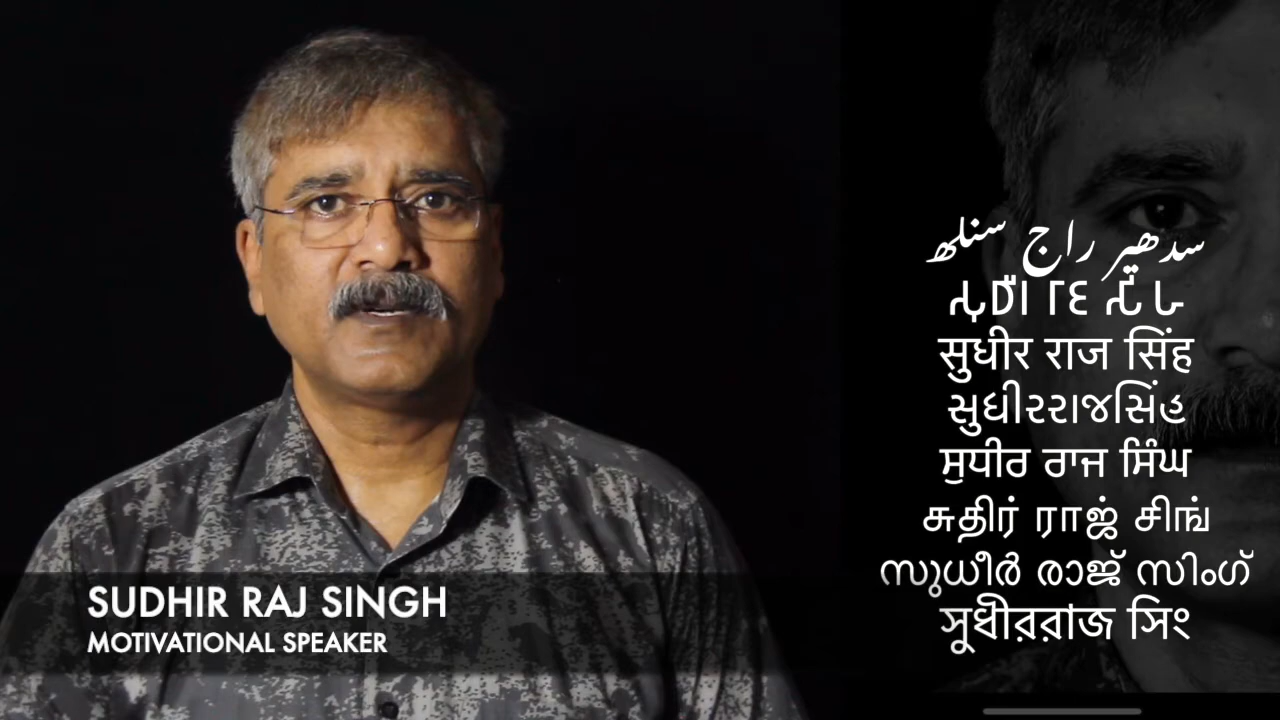 سدھیر راج سنلھ
सुधीर राज सिंह
સુધીરરાજસિંહ
ਸੁਧੀਰ ਰਾਜ ਸਿੰਘ
சுதிர் ராஜ் சிங்
സുധീർ രാജ് സിംഗ്
সুধীররাজ সিং
SUDHIR RAJ SINGH
MOTIVATIONAL SPEAKER